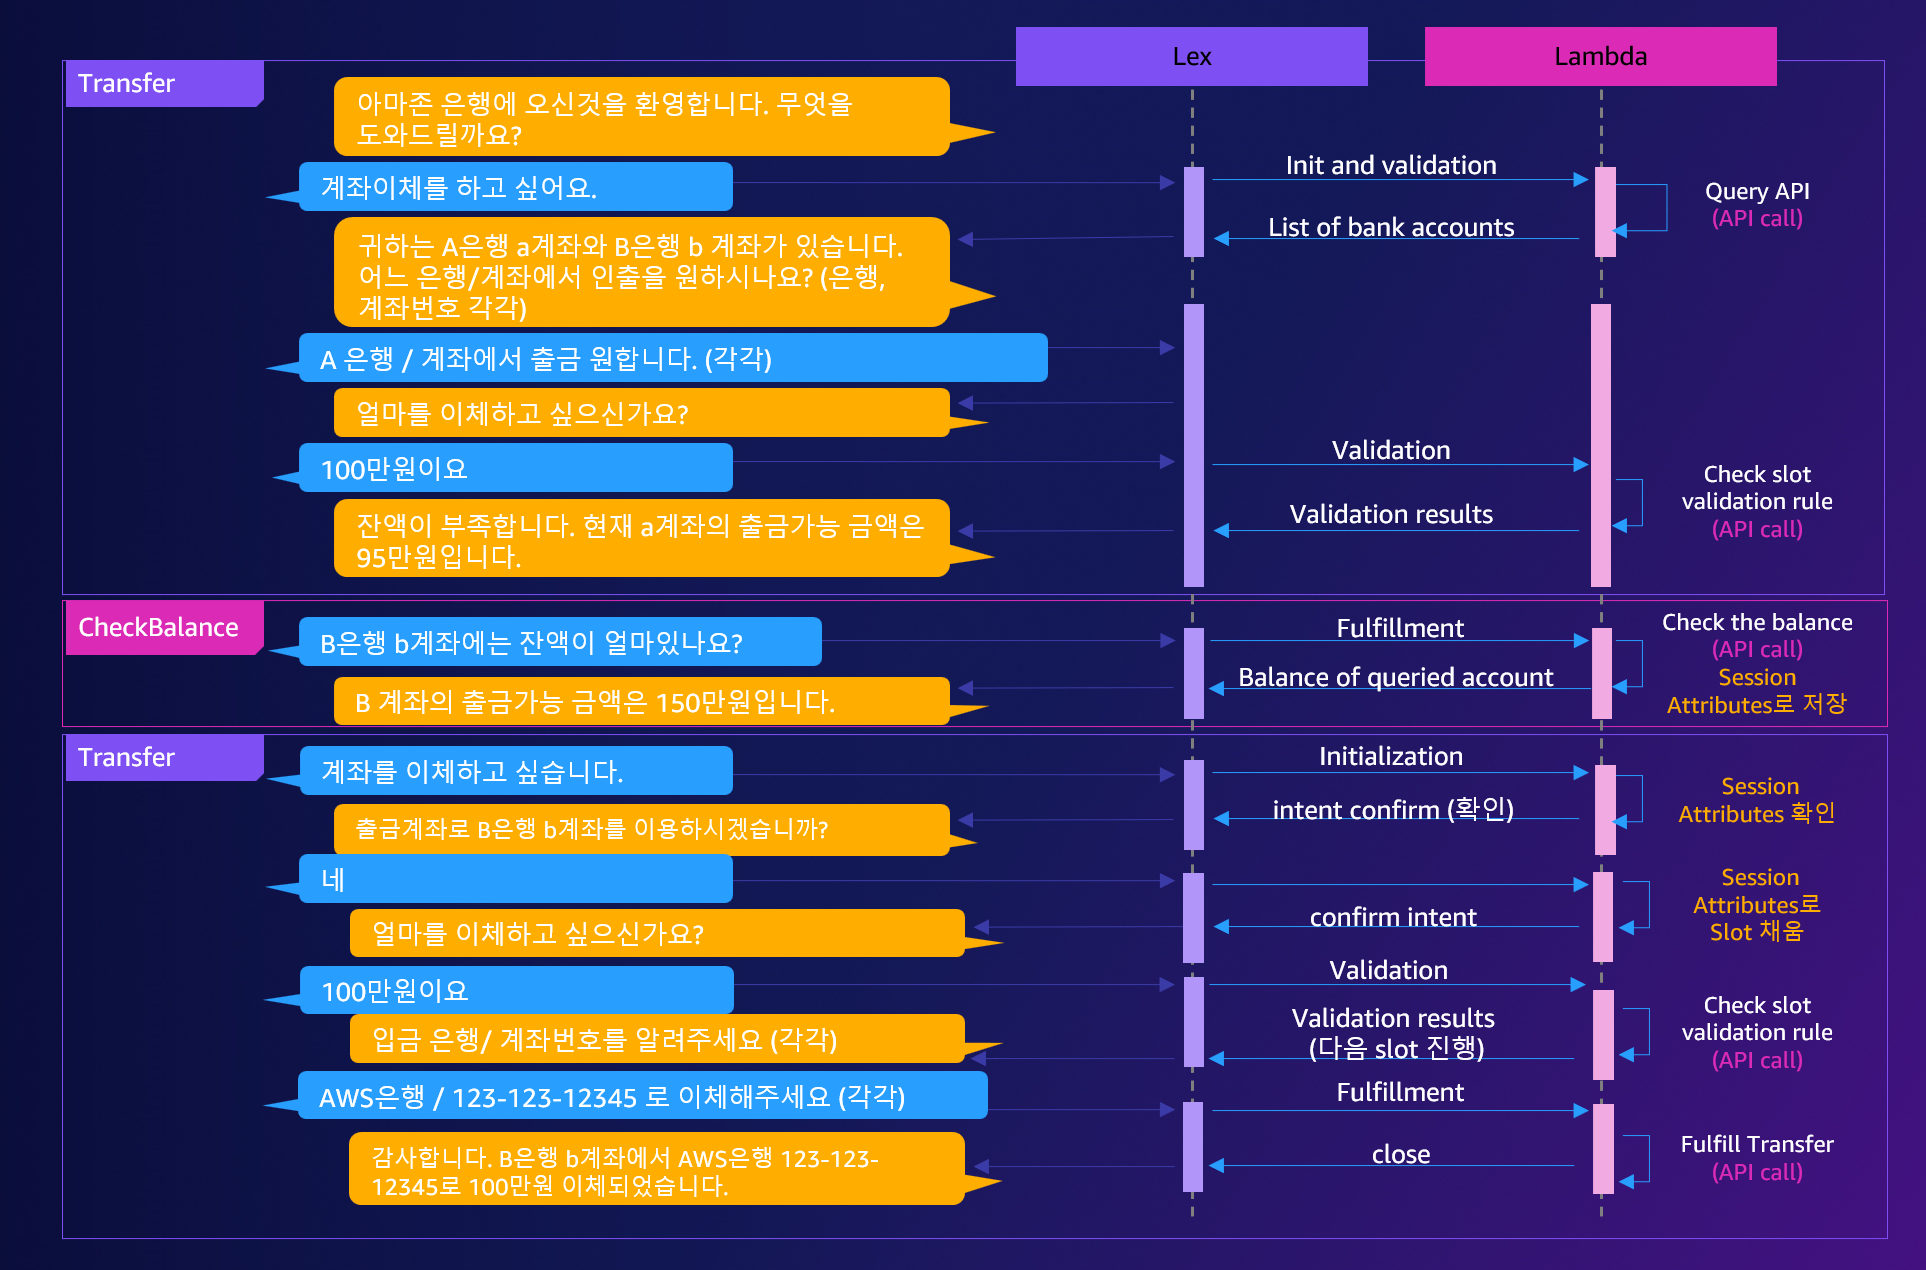 Lex
Lambda
Transfer
아마존 은행에 오신것을 환영합니다. 무엇을
도와드릴까요?
계좌이체를 하고 싶어요.
Init and validation
Query API
(API call)
List of bank accounts
귀하는 A은행 a계좌와 B은행 b 계좌가 있습니다.
어느 은행/계좌에서 인출을 원하시나요? (은행,
계좌번호 각각)
A 은행 / 계좌에서 출금 원합니다. (각각)
얼마를 이체하고 싶으신가요?
100만원이요
Validation
Check slot
validation rule
(API call)
Validation results
잔액이 부족합니다. 현재 a계좌의 출금가능 금액은
95만원입니다.
CheckBalance
B은행 b계좌에는 잔액이 얼마있나요?
Fulfillment
Check the balance
(API call)
Session
Attributes로 저장
Balance of queried account
B 계좌의 출금가능 금액은 150만원입니다.
Transfer
계좌를 이체하고 싶습니다.
Initialization
Session
Attributes 확인
intent confirm (확인)
출금계좌로 B은행 b계좌를 이용하시겠습니까?
네
Session
Attributes로
Slot 채움
confirm intent
얼마를 이체하고 싶으신가요?
100만원이요
Validation
Check slot
validation rule
(API call)
Validation results
(다음 slot 진행)
입금 은행/ 계좌번호를 알려주세요 (각각)
AWS은행 / 123-123-12345 로 이체해주세요 (각각)
Fulfillment
Fulfill Transfer
(API call)
close
감사합니다. B은행 b계좌에서 AWS은행 123-123-
12345로 100만원 이체되었습니다.